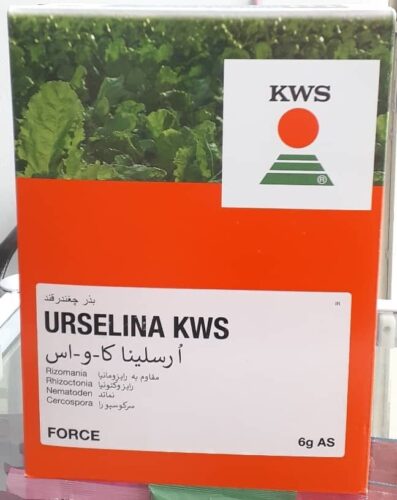 KWS
®
بذر چغندرقند
IR
URSELINA KWS
اُرسلینا کا-و-اس
Rizomania مقاوم به رایزومانیا
Rhizoctonia رایزوکتونیا
Nematoden نماتد
Cercospora سرکوسپورا
FORCE
6g AS